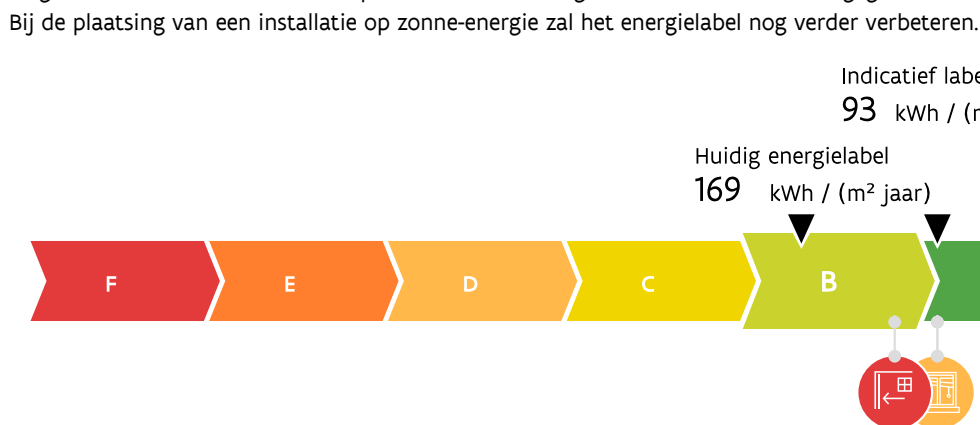 Bij de plaatsing van een installatie op zonne-energie zal het energielabel nog verder verbeteren.
Indicatief
93 kWh /
Huidig energielabel
169 kWh / (m² jaar)
F E D C B